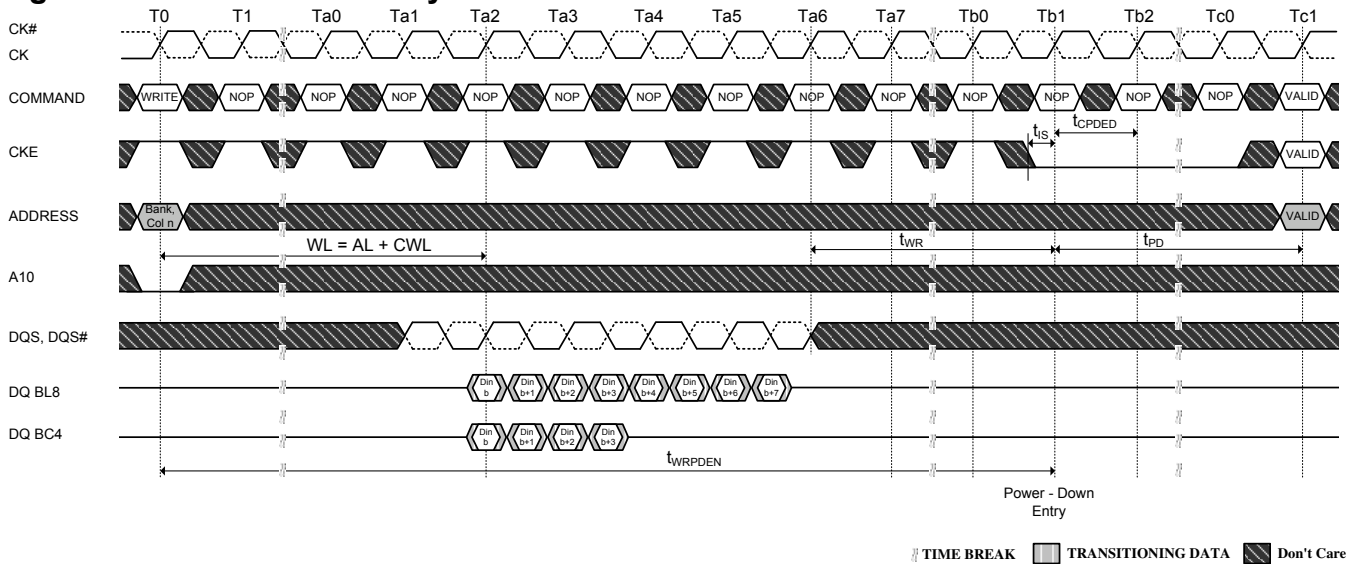 T0 T1 Ta0 Ta1 Ta2 Ta3 Ta4 Ta5 Ta6 Ta7 Tb0 Tb1 Tb2 Tc0 Tc1
CK#
CK
COMMAND WRITE NOP NOP NOP NOP NOP NOP NOP NOP NOP NOP NOP NOP NOP VALID
tIS tCPDED
CKE VALID
ADDRESS Bank, Col n VALID
WL = AL + CWL tWR tPD
A10
DQS, DQS#
DQ BL8 Din b Din b+1 Din b+2 Din b+3 Din b+4 Din b+5 Din b+6 Din b+7
DQ BC4 Din b Din b+1 Din b+2 Din b+3
tWRPDEN
Power - Down
Entry
TIME BREAK TRANSITIONING DATA Don't Care